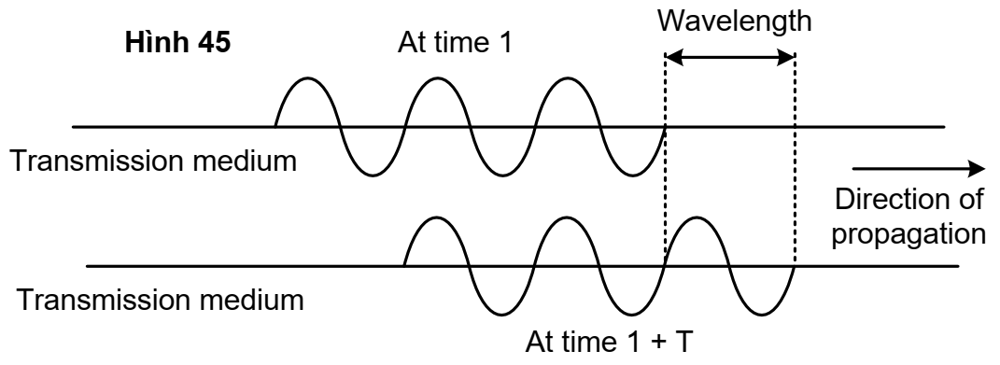 Wavelength
Hình 45
At time 1
Transmission medium
Direction of
propagation
Transmission medium
At time 1 + T